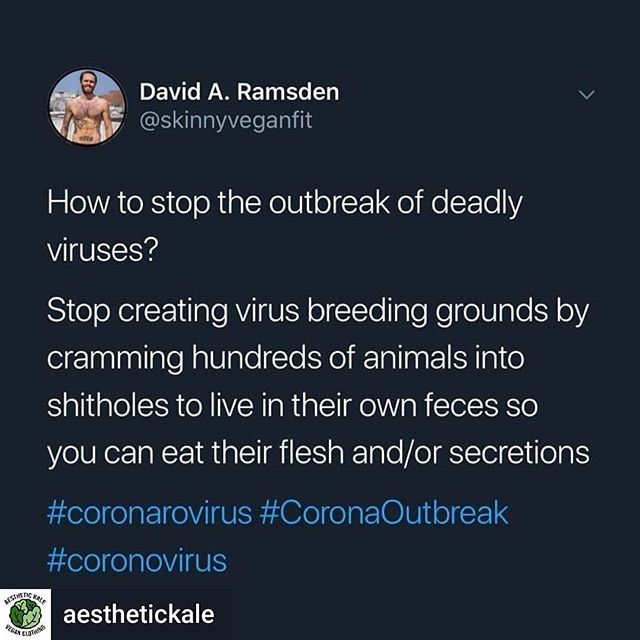 David A. Ramsden
@skinnyveganfit
How to stop the outbreak of deadly
viruses?
Stop creating virus breeding grounds by
cramming hundreds of animals into
shitholes to live in their own feces so
you can eat their flesh and/or secretions
#coronarovirus #CoronaOutbreak
#coronovirus
AESTHETIC KALE
VEGAN CLOTHING
aesthetickale